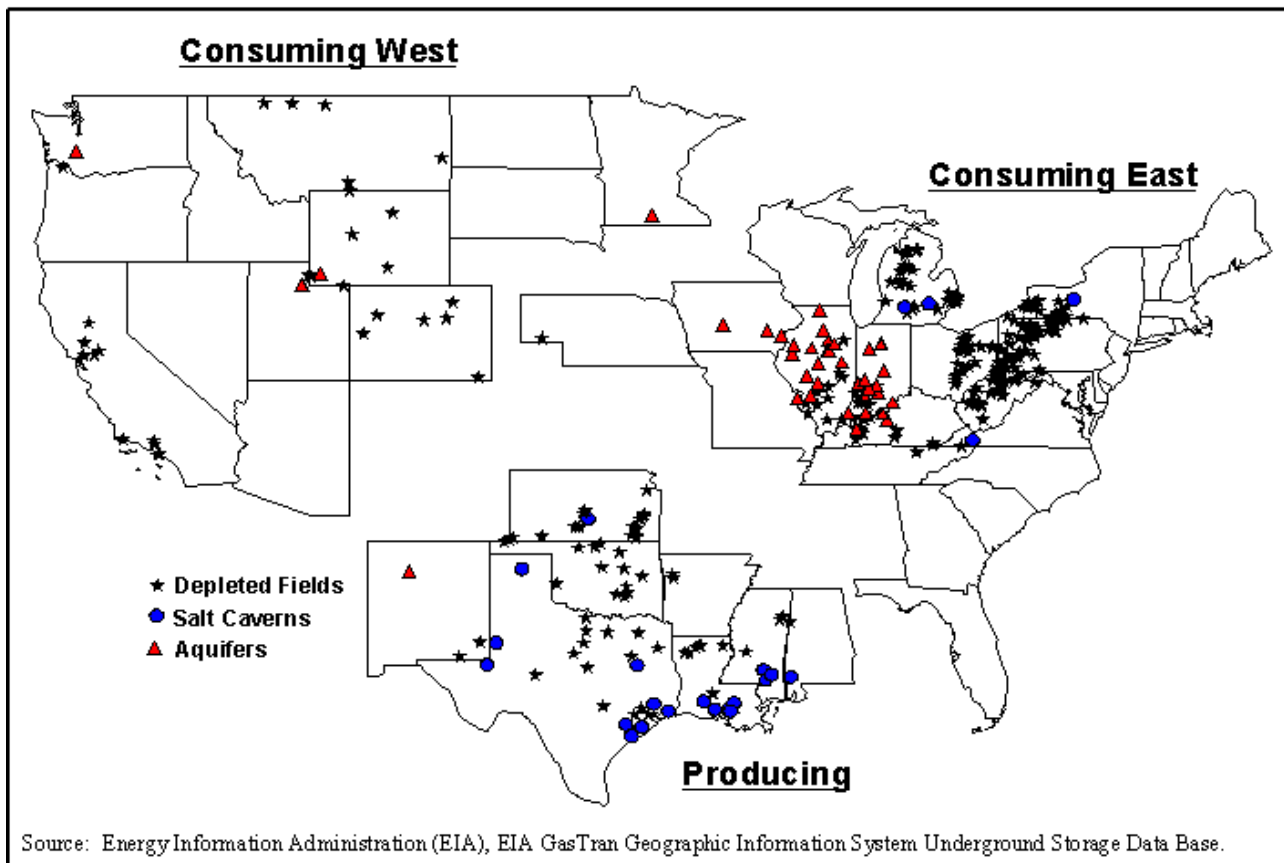 Consuming West
Consuming East
Depleted Fields
Salt Caverns
Aquifers
Producing
Source: Energy Information Administration (EIA), EIA GasTran Geographic Information System Underground Storage Data Base.